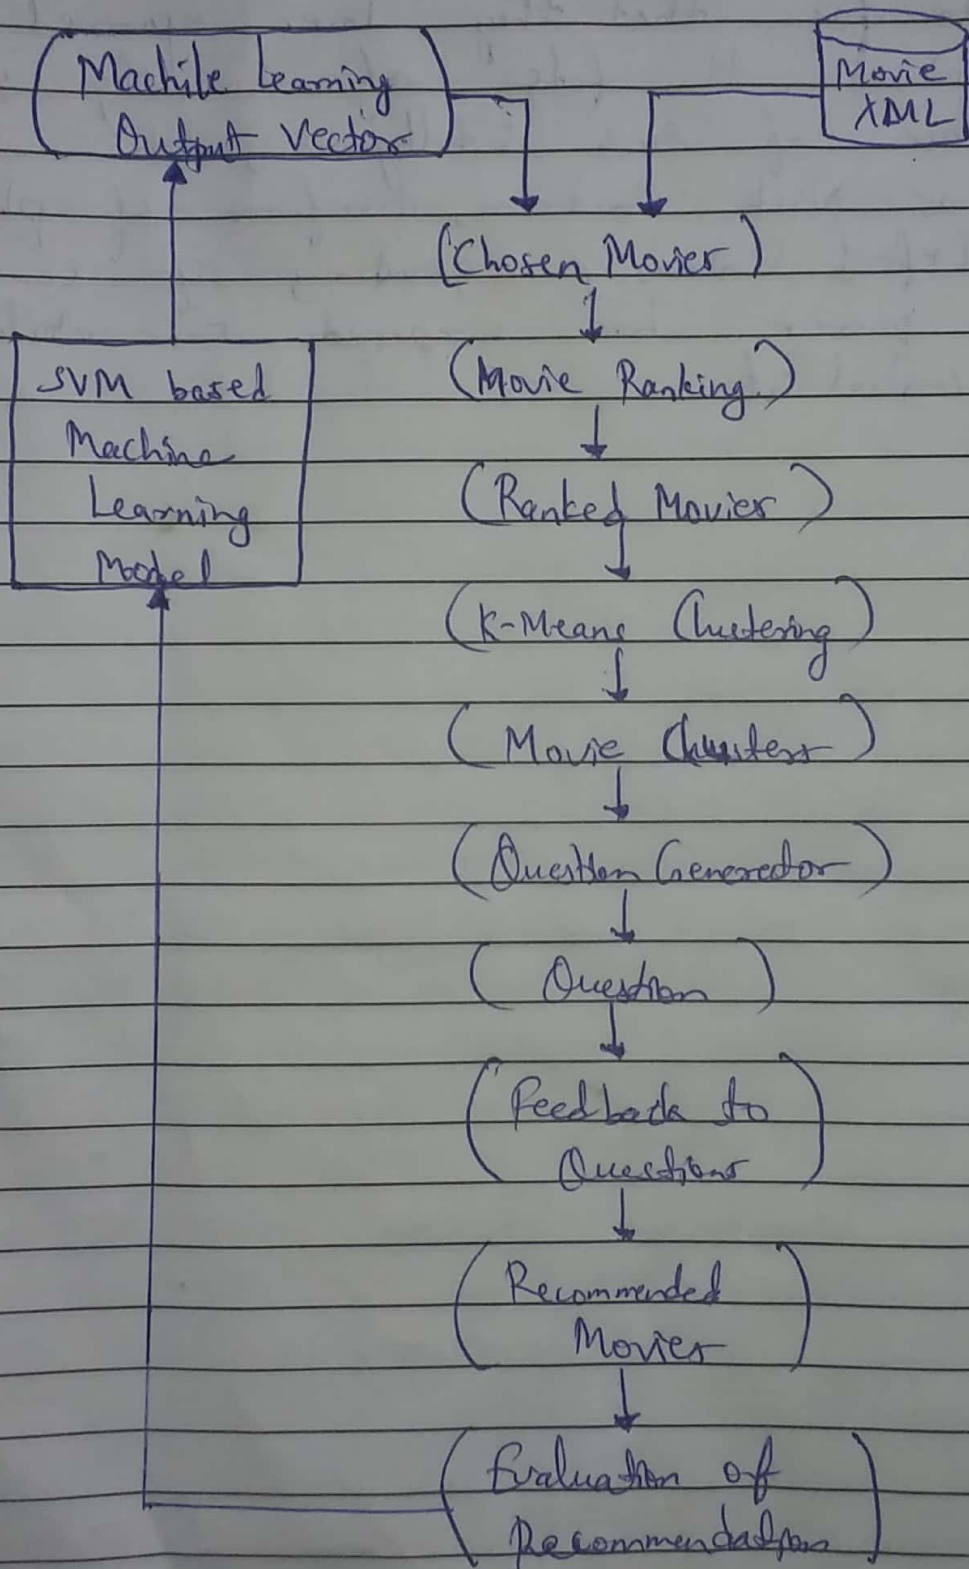 Machile Learning
Output Vector
Movie
XML
Chosen Movies
SVM based
Machine
Learning
Model
Movie Ranking
Ranked Movies
K-Means Clustering
Movie Clusters
Question Generator
Question
Feedback to
Questions
Recommended
Movies
Evaluation of
Recommendation